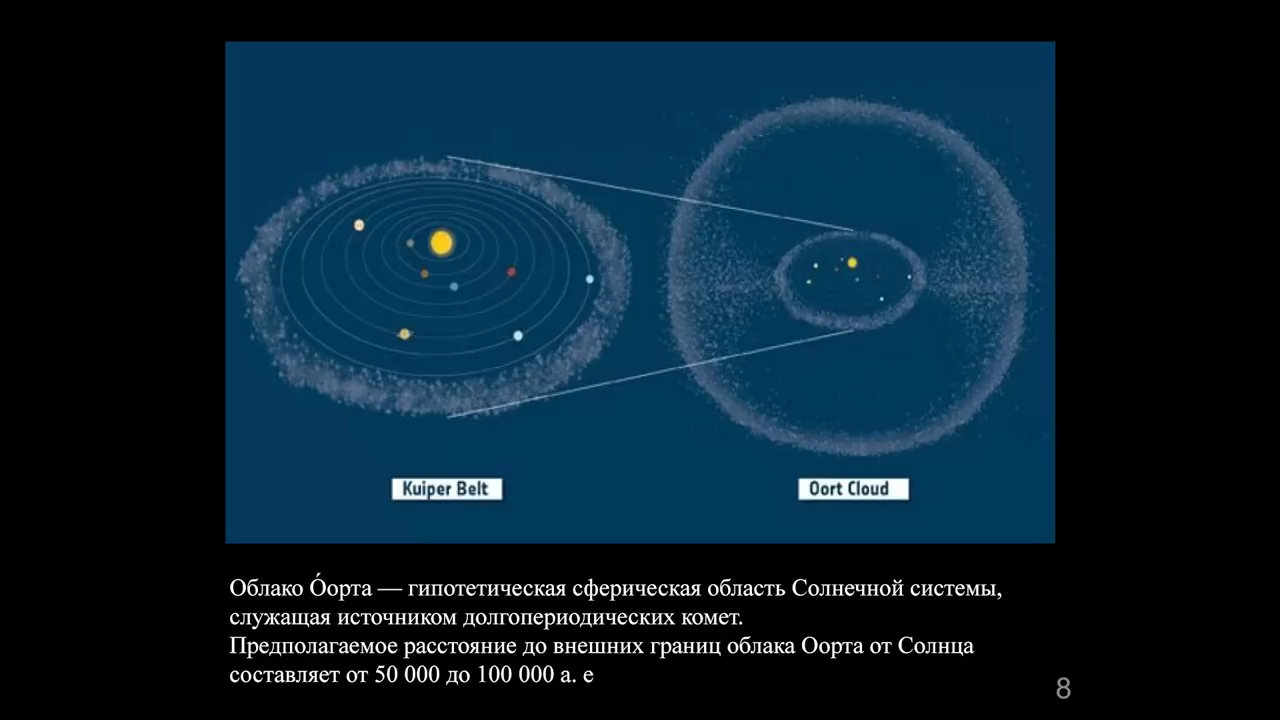 Kuiper Belt
Oort Cloud
Облако О́орта — гипотетическая сферическая область Солнечной системы,
служащая источником долгопериодических комет.
Предполагаемое расстояние до внешних границ облака Оорта от Солнца
составляет от 50 000 до 100 000 а. е
8